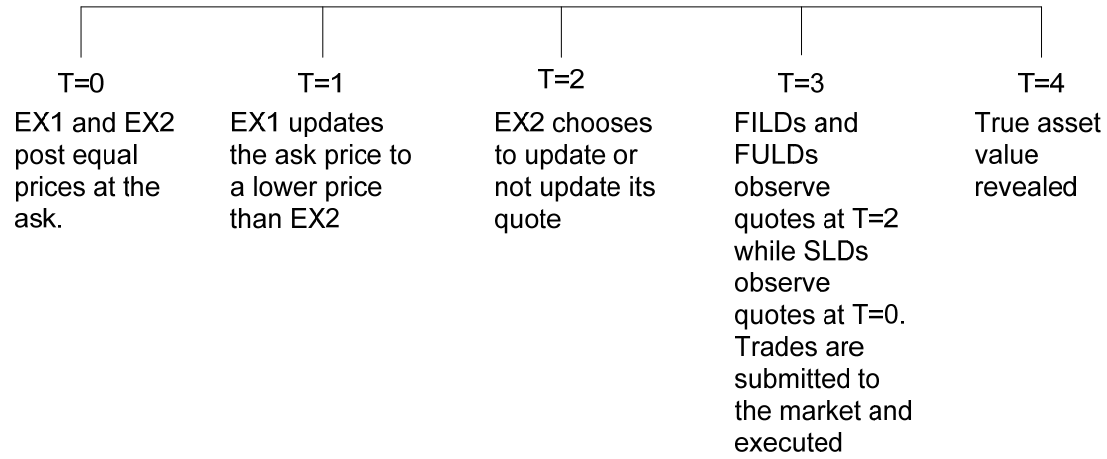 T=0
EX1 and EX2
post equal
prices at the
ask.
T=1
EX1 updates
the ask price to
a lower price
than EX2
T=2
EX2 chooses
to update or
not update its
quote
T=3
FILDs and
FULDs
observe
quotes at T=2
while SLDs
observe
quotes at T=0.
Trades are
submitted to
the market and
executed
T=4
True asset
value
revealed